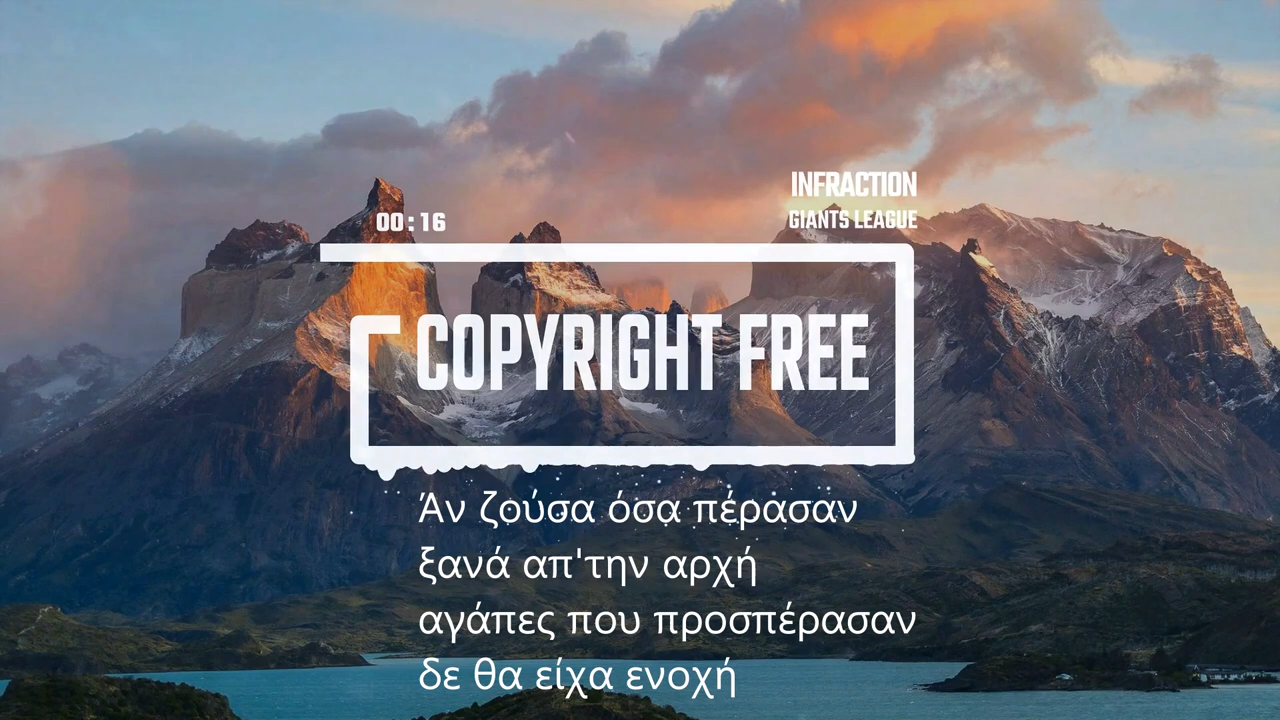 INFRACTION
00:16
GIANTS LEAGUE
COPYRIGHT FREE
Άν ζούσα όσα πέρασαν
ξανά απ'την αρχή
αγάπες που προσπέρασαν
δε θα είχα ενοχή